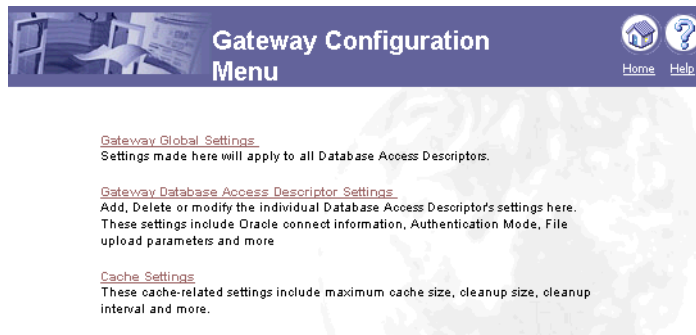 Gateway Configuration
Menu
Home Help
Gateway Global Settings
Settings made here will apply to all Database Access Descriptors.
Gateway Database Access Descriptor Settings
Add, Delete or modify the individual Database Access Descriptor's settings here.
These settings include Oracle connect information, Authentication Mode, File
upload parameters and more
Cache Settings
These cache-related settings include maximum cache size, cleanup size, cleanup
interval and more.